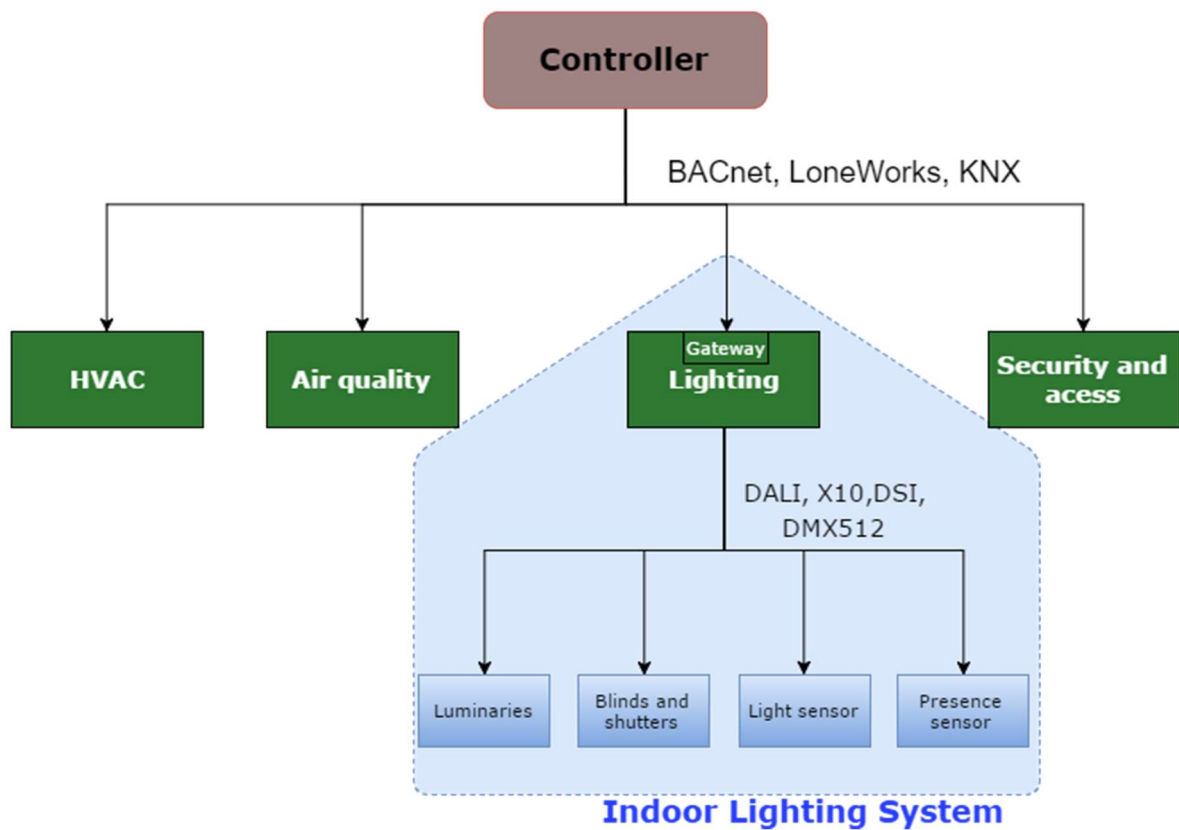 Controller
BACnet, LoneWorks, KNX
HVAC
Air quality
Gateway
Lighting
Security and
acess
DALI, X10,DSI,
DMX512
Luminaries
Blinds and
shutters
Light sensor
Presence
sensor
Indoor Lighting System